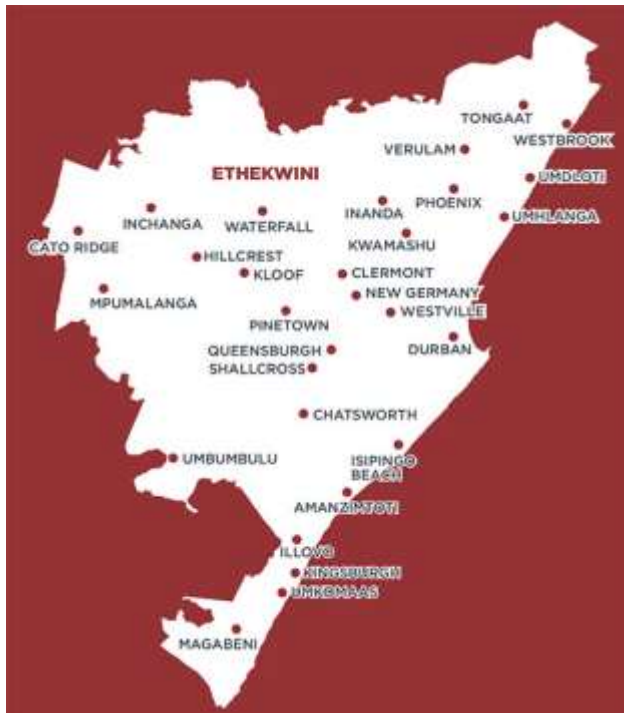 TONGAAT
WESTBROOK
VERULAM
ETHEKWINI
UMDLOTI
PHOENIX
INCHANGA
WATERFALL
INANDA
UMHLANGA
CATO RIDGE
KWAMASHU
HILLCREST
KLOOF
CLERMONT
MPUMALANGA
NEW GERMANY
WESTVILLE
PINETOWN
QUEENSBURGH
DURBAN
SHALLCROSS
CHATSWORTH
UMBUMBULU
ISIPINGO
BEACH
AMANZIMTOTI
ILLOVO
KINGSBURGH
UMKOMAAS
MAGABENI